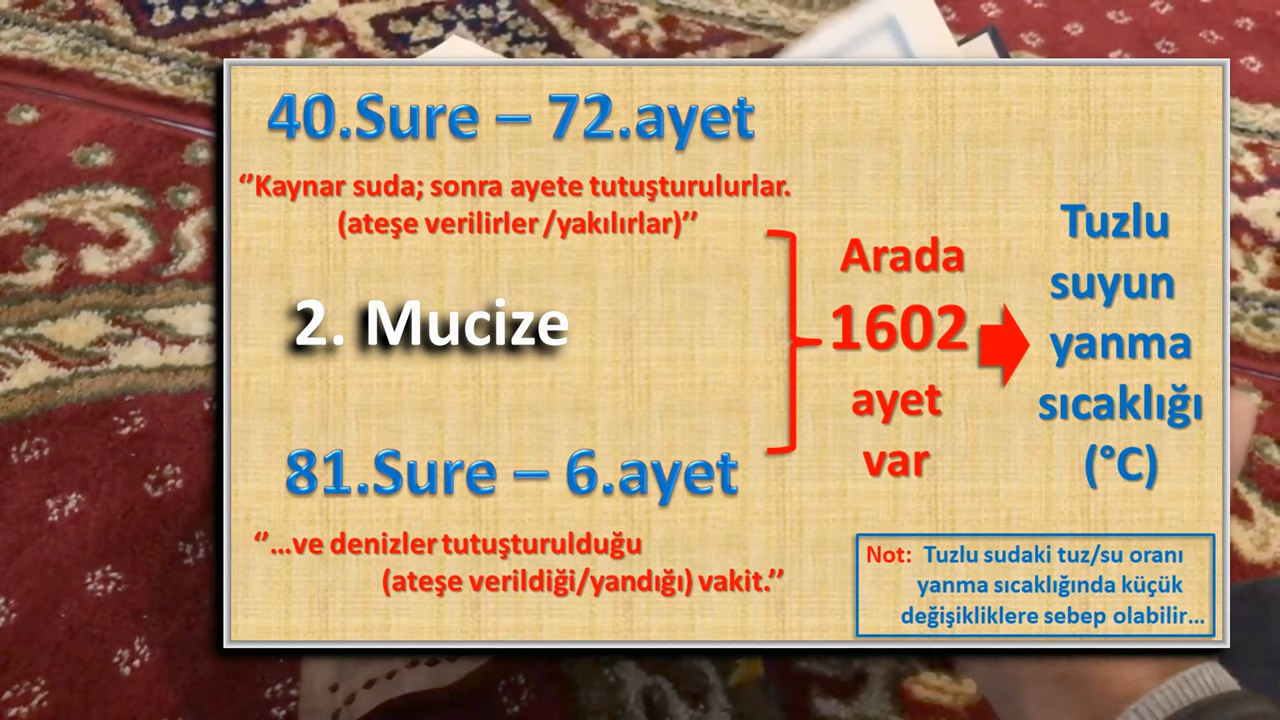 40.Sure – 72.ayet
‘’Kaynar suda; sonra ayete tutuşturulurlar.
(ateşe verilirler /yakılırlar)’’
2. Mucize
81.Sure – 6.ayet
‘’...ve denizler tutuşturulduğu
(ateşe verildiği/yandığı) vakit.’’
Arada
1602
ayet
var
Tuzlu
suyun
yanma
sıcaklığı
(°C)
Not: Tuzlu sudaki tuz/su oranı
yanma sıcaklığında küçük
değişikliklere sebep olabilir...